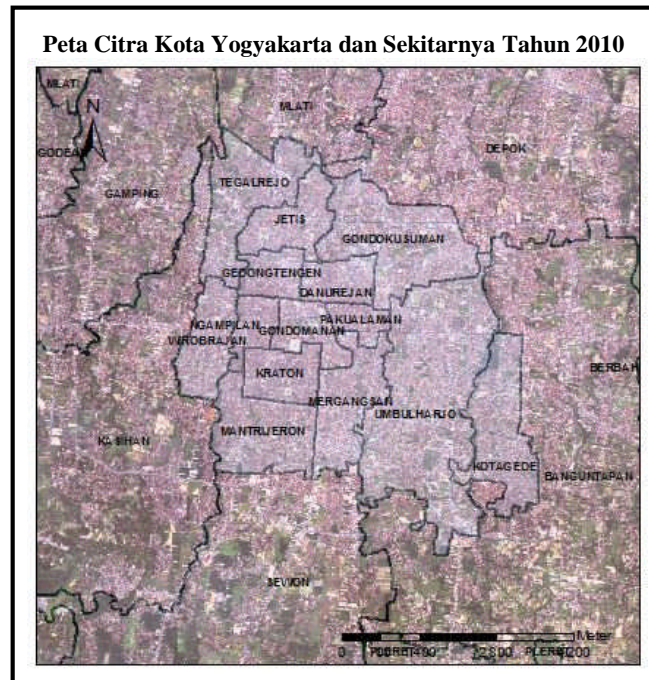 Peta Citra Kota Yogyakarta dan Sekitarnya Tahun 2010
MLATI
N
MLATI
DEPOK
GAMPING
TEGALREJO
JETIS
GONDOKUSUMAN
GEDONGTENGEN
DANUREJAN
NGAMPILAN
PAKUALAMAN
GONDOMANAN
WIROBRAJAN
BERBAH
KRATON
MERGANGSAN
UMBULHARJO
MANTRIJERON
KASIHAN
KOTAGEDE
BANGUNTAPAN
SEWON
Meter
0